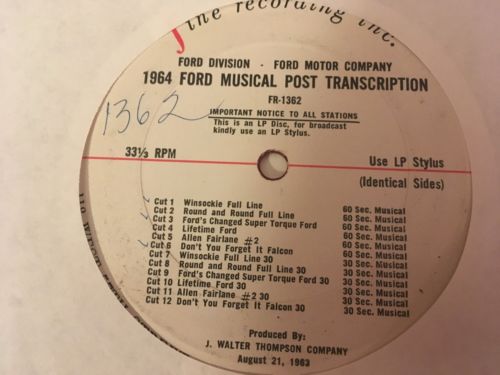 fine recording inc.
FORD DIVISION · FORD MOTOR COMPANY
1964 FORD MUSICAL POST TRANSCRIPTION
FR-1362
1362
IMPORTANT NOTICE TO ALL STATIONS
This is an LP Disc, for broadcast
kindly use an LP Stylus.
33⅓ RPM Use LP Stylus
(Identical Sides)
Cut 1 Winsockie Full Line 60 Sec. Musical
Cut 2 Round and Round Full Line 60 Sec. Musical
Cut 3 Ford's Changed Super Torque Ford 60 Sec. Musical
Cut 4 Lifetime Ford 60 Sec. Musical
Cut 5 Allen Fairlane #2 60 Sec. Musical
Cut 6 Don't You Forget It Falcon 60 Sec. Musical
Cut 7 Winsockie Full Line 30 30 Sec. Musical
Cut 8 Round and Round Full Line 30 30 Sec. Musical
Cut 9 Ford's Changed Super Torque Ford 30 30 Sec. Musical
Cut 10 Lifetime Ford 30 30 Sec. Musical
Cut 11 Allen Fairlane #2 30 30 Sec. Musical
Cut 12 Don't You Forget It Falcon 30 30 Sec. Musical
Produced By:
J. WALTER THOMPSON COMPANY
August 21, 1963